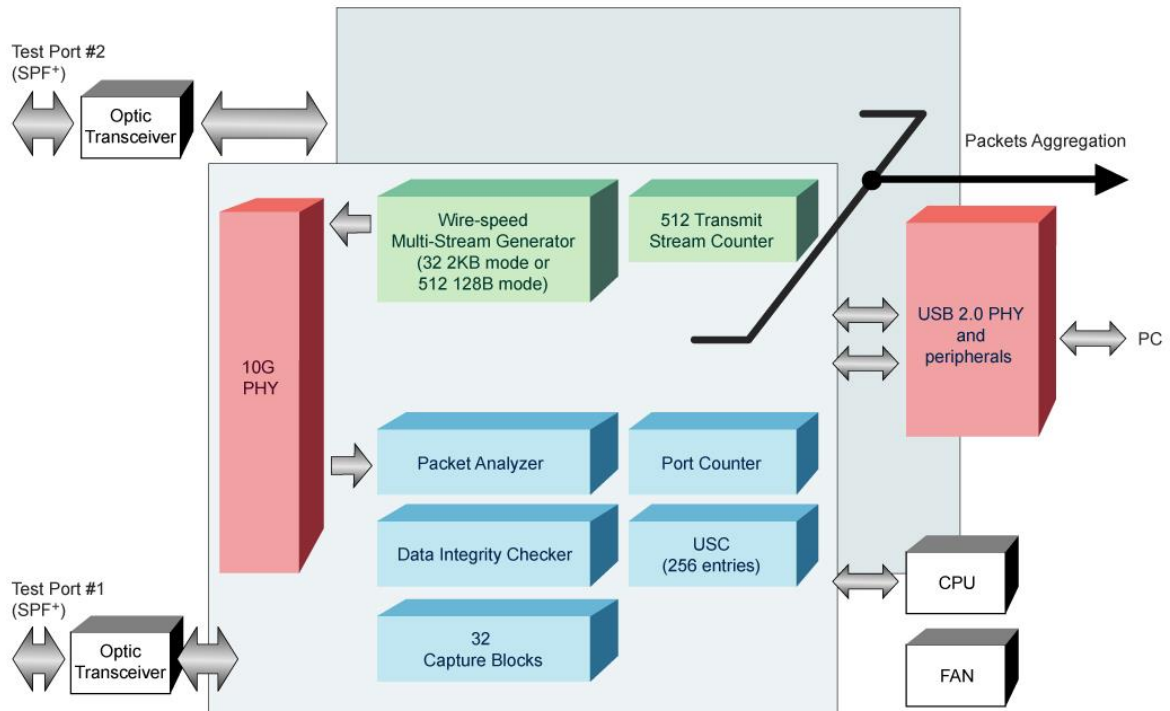 Test Port #2
(SPF+)
Optic
Transceiver
Packets Aggregation
Wire-speed
Multi-Stream Generator
(32 2KB mode or
512 128B mode)
512 Transmit
Stream Counter
USB 2.0 PHY
and
peripherals
PC
10G
PHY
Packet Analyzer
Port Counter
Data Integrity Checker
USC
(256 entries)
Test Port #1
(SPF+)
Optic
Transceiver
32
Capture Blocks
CPU
FAN